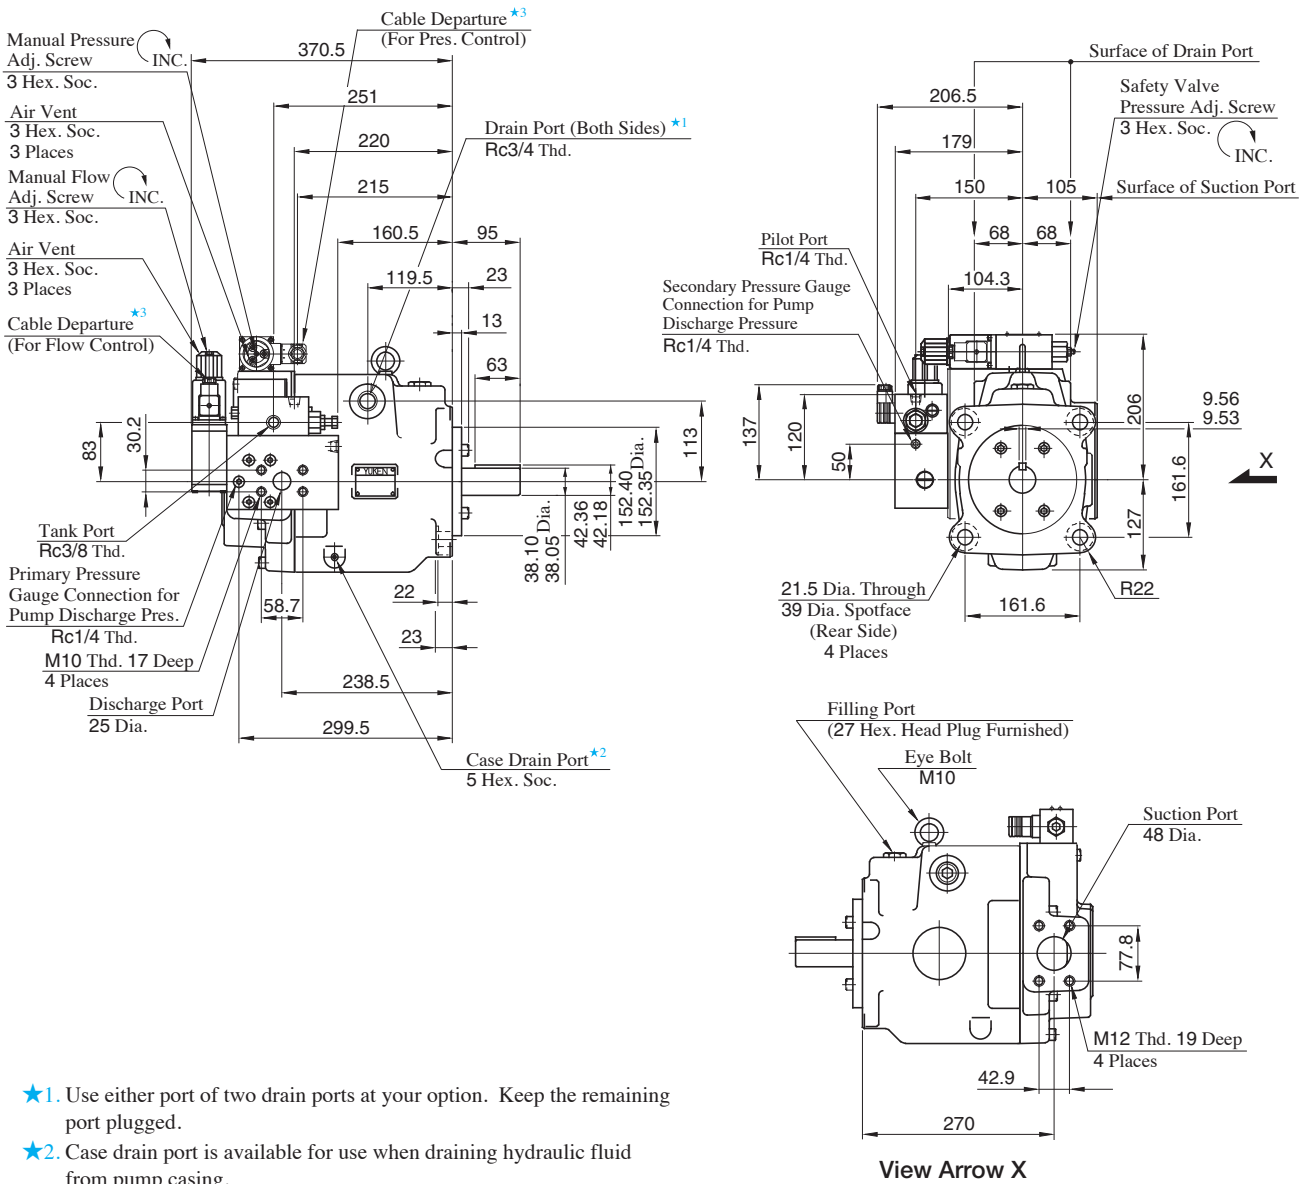 Cable Departure ★3
(For Pres. Control)
Manual Pressure
Adj. Screw
3 Hex. Soc.
INC.
370.5
Air Vent
3 Hex. Soc.
3 Places
251
Manual Flow
Adj. Screw
3 Hex. Soc.
INC.
220
Drain Port (Both Sides) ★1
Rc3/4 Thd.
215
Air Vent
3 Hex. Soc.
3 Places
160.5
95
119.5
23
Cable Departure ★3
(For Flow Control)
13
63
83
30.2
113
YUKEN
Tank Port
Rc3/8 Thd.
38.10
38.05
Dia.
42.36
42.18
152.40
152.35
Dia.
Primary Pressure
Gauge Connection for
Pump Discharge Pres.
Rc1/4 Thd.
58.7
22
23
M10 Thd. 17 Deep
4 Places
238.5
Discharge Port
25 Dia.
299.5
Case Drain Port ★2
5 Hex. Soc.
Surface of Drain Port
206.5
Safety Valve
Pressure Adj. Screw
3 Hex. Soc.
INC.
179
150
105
Surface of Suction Port
68
68
Pilot Port
Rc1/4 Thd.
104.3
Secondary Pressure Gauge
Connection for Pump
Discharge Pressure
Rc1/4 Thd.
137
120
50
206
9.56
9.53
161.6
127
X
21.5 Dia. Through
39 Dia. Spotface
(Rear Side)
4 Places
161.6
R22
Filling Port
(27 Hex. Head Plug Furnished)
Eye Bolt
M10
Suction Port
48 Dia.
77.8
M12 Thd. 19 Deep
4 Places
42.9
270
View Arrow X
★1. Use either port of two drain ports at your option. Keep the remaining
port plugged.
★2. Case drain port is available for use when draining hydraulic fluid
from pump casing.